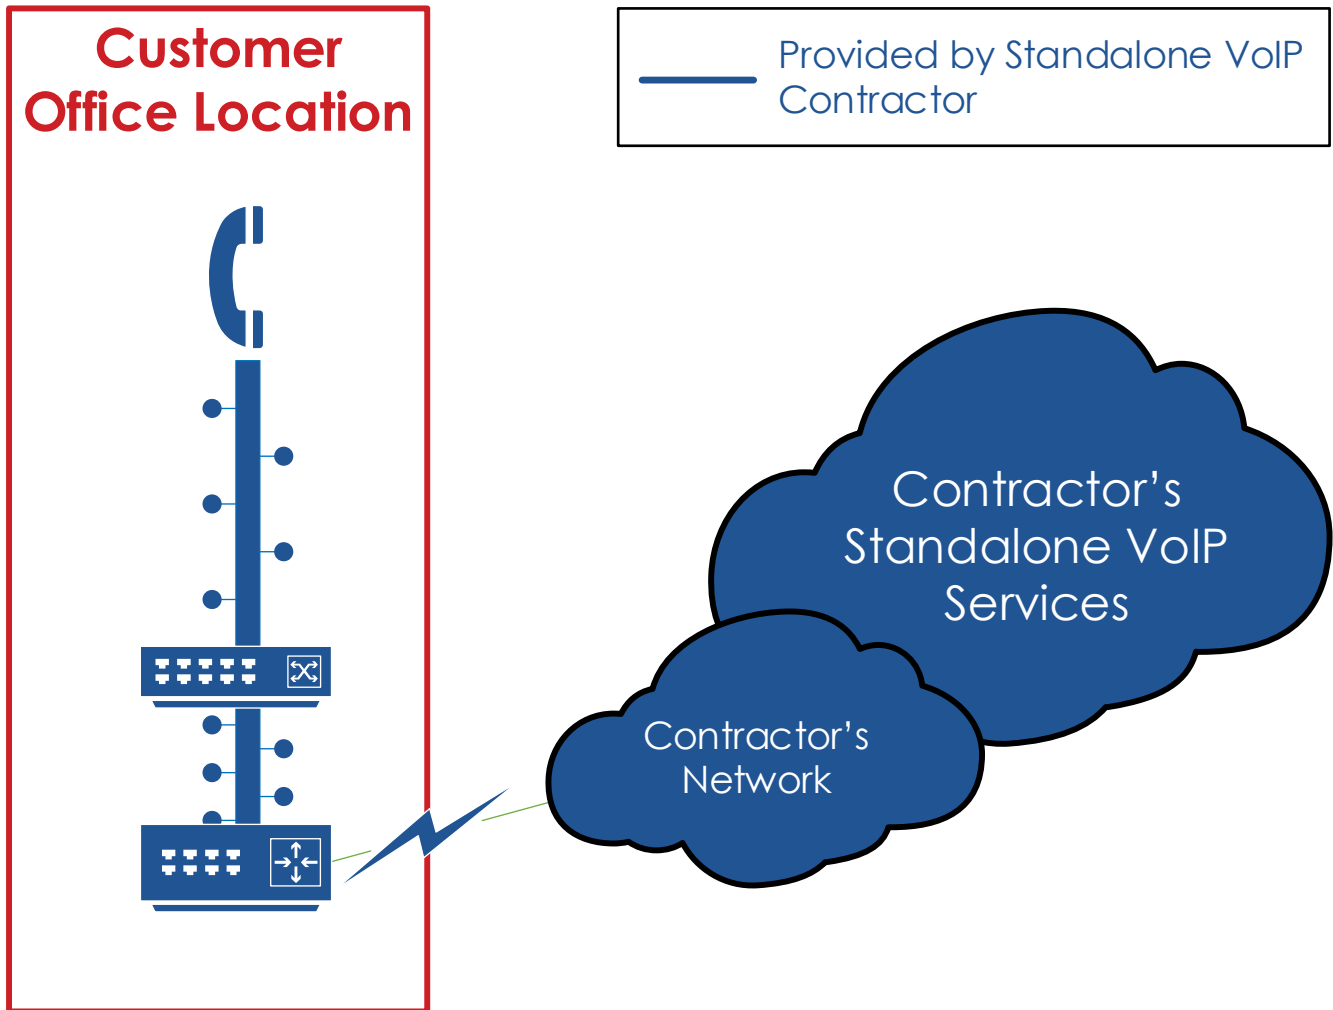 Customer
Office Location
Provided by Standalone VoIP
Contractor
Contractor’s
Standalone VoIP
Services
Contractor’s
Network